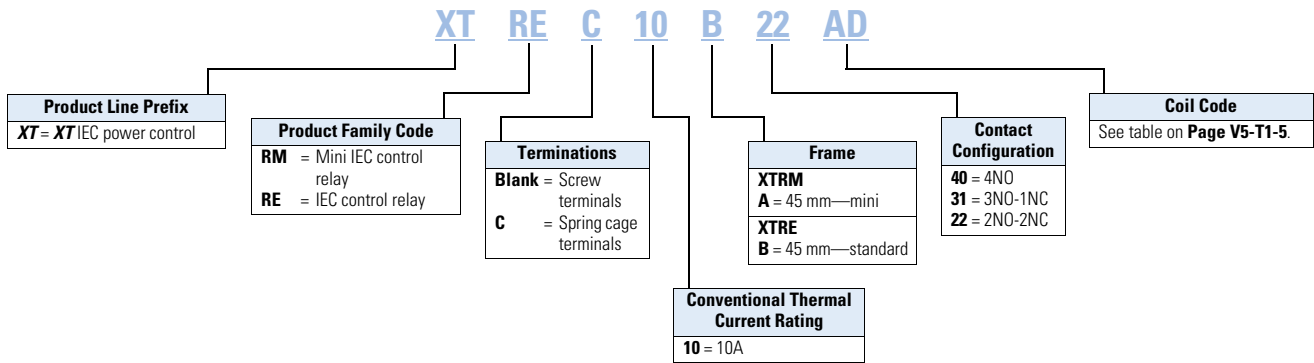 XT RE C 10 B 22 AD
Product Line Prefix
XT = XT IEC power control
Product Family Code
RM = Mini IEC control
relay
RE = IEC control relay
Terminations
Blank = Screw
terminals
C = Spring cage
terminals
Conventional Thermal
Current Rating
10 = 10A
Frame
XTRM
A = 45 mm—mini
XTRE
B = 45 mm—standard
Contact
Configuration
40 = 4NO
31 = 3NO-1NC
22 = 2NO-2NC
Coil Code
See table on Page V5-T1-5.